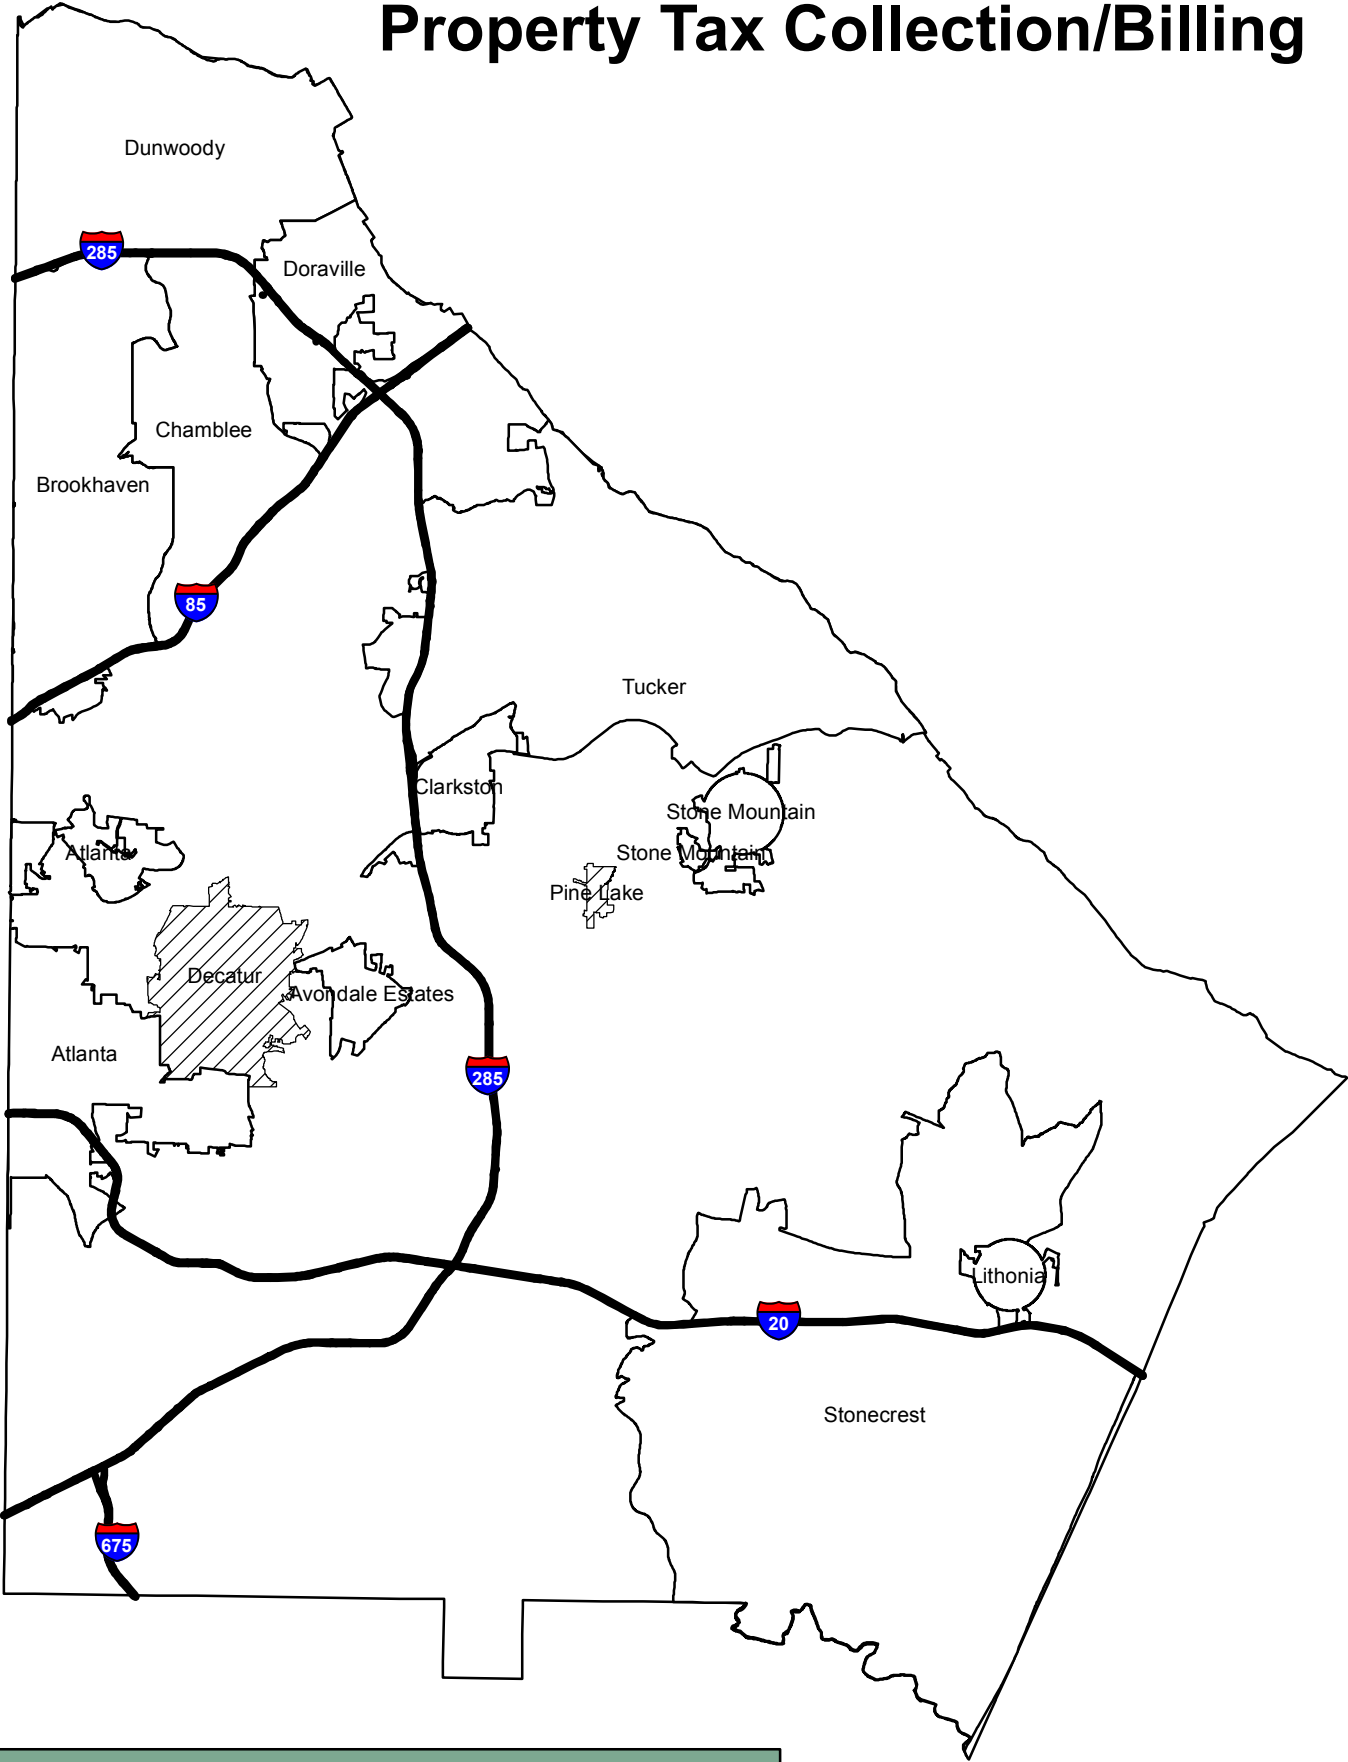 Property Tax Collection/Billing
Dunwoody
285
Doraville
Chamblee
Brookhaven
85
Tucker
Clarkston
Stone Mountain
Atlanta
Stone Mountain
Pine Lake
Decatur
Avondale Estates
Atlanta
285
Lithonia
20
Stonecrest
675